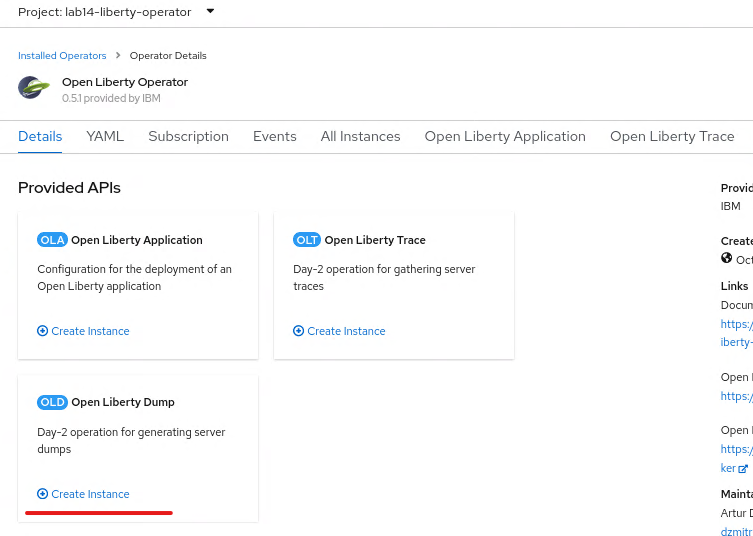 Project: lab14-liberty-operator
Installed Operators > Operator Details
Open Liberty Operator
0.5.1 provided by IBM
Details YAML Subscription Events All Instances Open Liberty Application Open Liberty Trace
Provided APIs
OLA Open Liberty Application
Configuration for the deployment of an
Open Liberty application
Create Instance
OLT Open Liberty Trace
Day-2 operation for gathering server
traces
Create Instance
OLD Open Liberty Dump
Day-2 operation for generating server
dumps
Create Instance
Provid
IBM
Create
Oct
Links
Docum
https:/
iberty-
Open
https:/
Open
https:/
ker
Mainta
Artur D
dzmitr